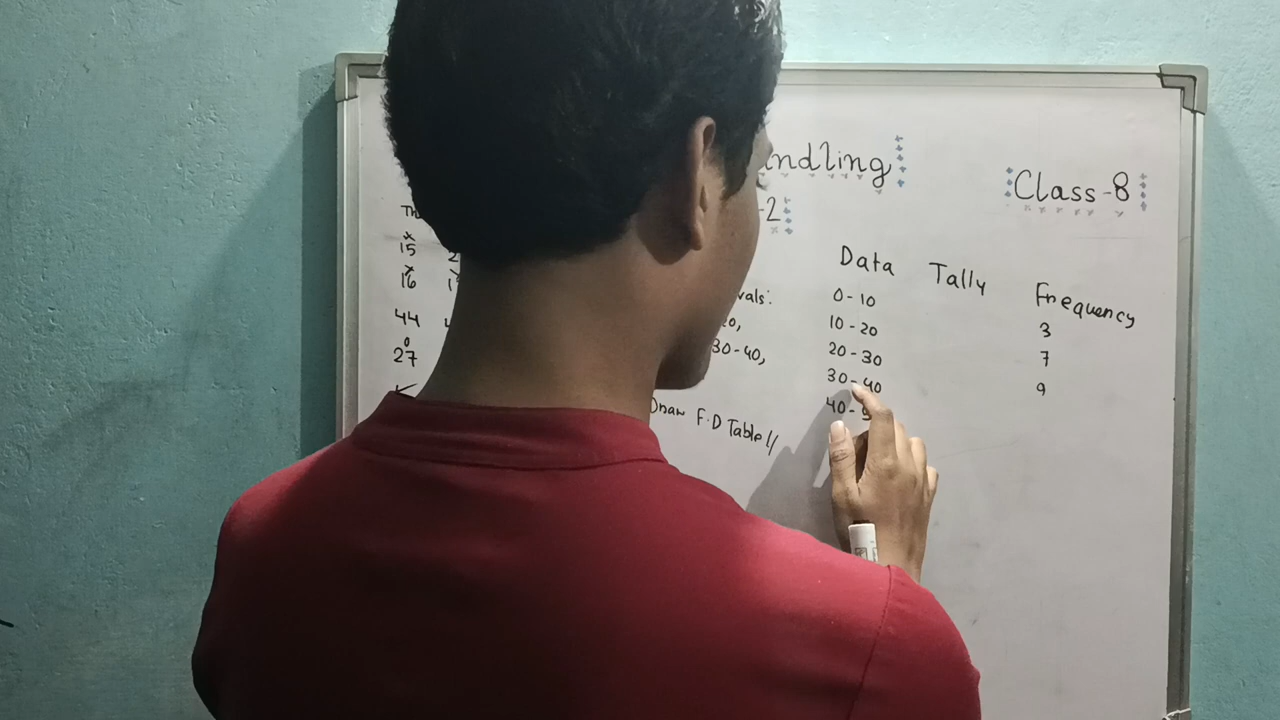 ndling
Class-8
-2
Data Tally Frequency
15
16
44
27
vals:
30-40,
Draw F.D Table
0-10
10-20 3
20-30 7
30-40 9
40-